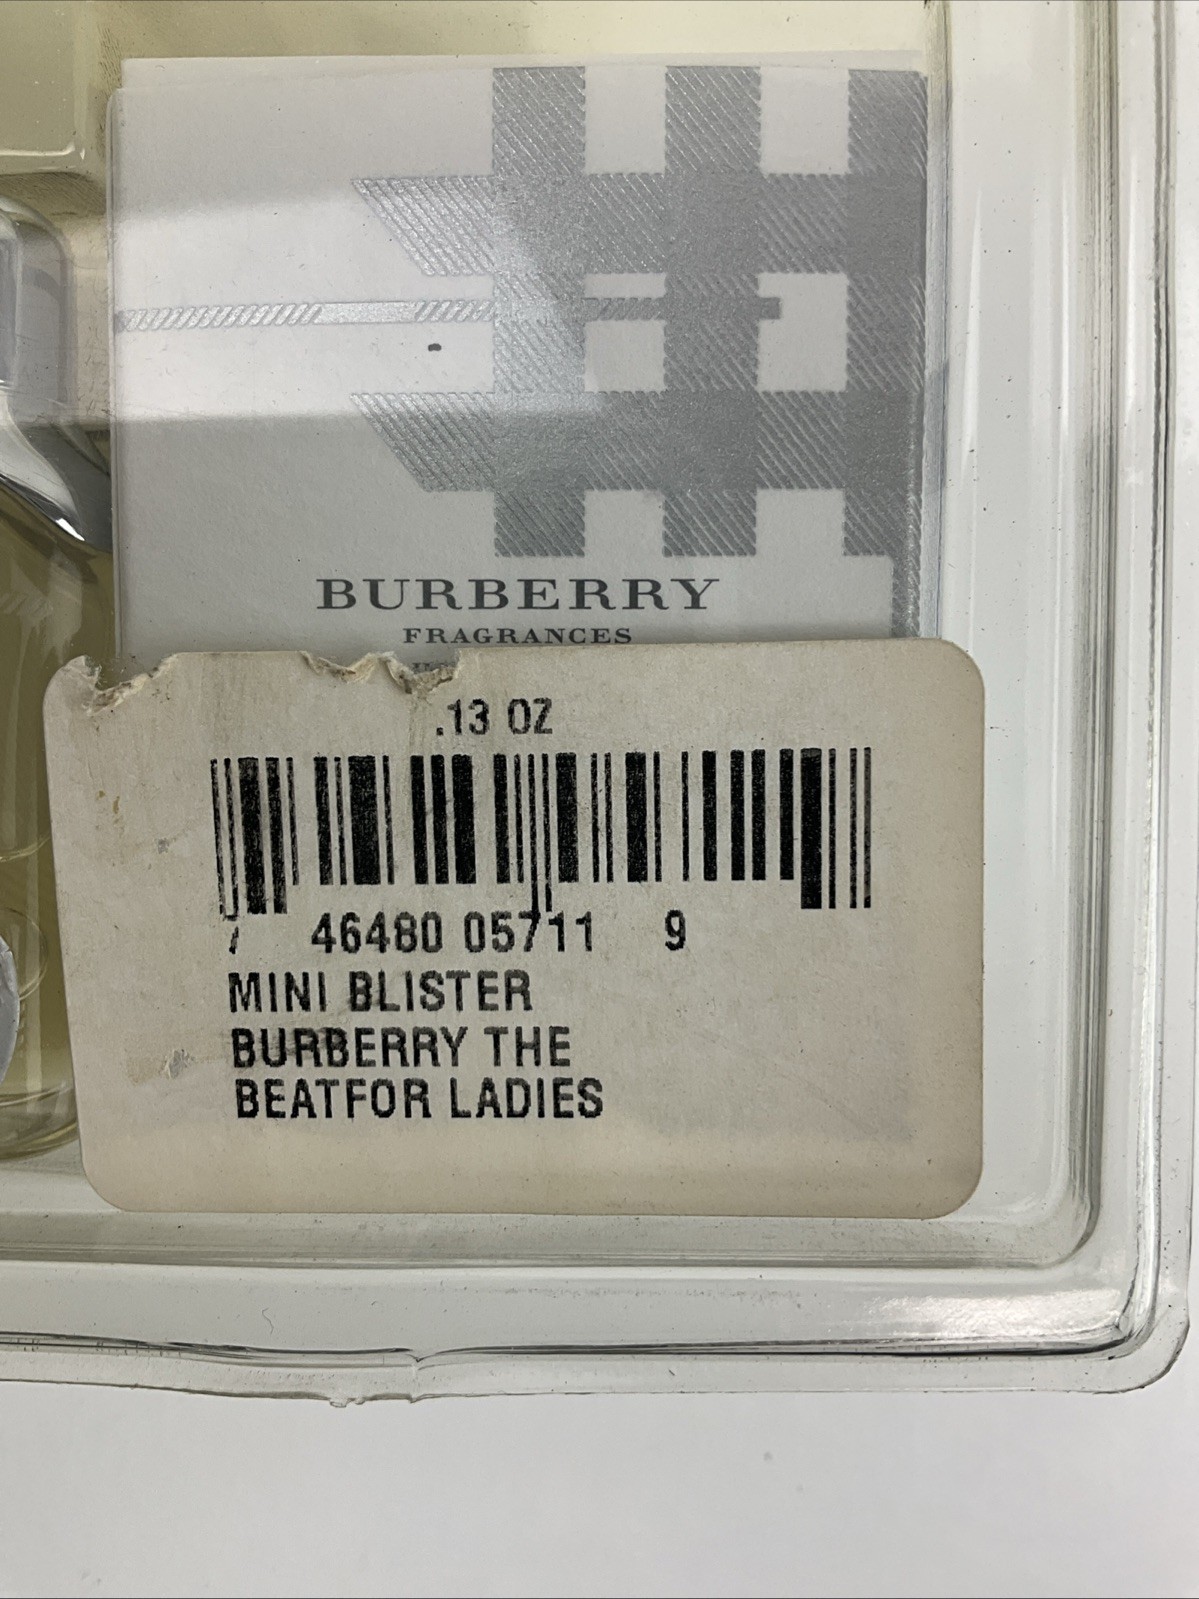 BURBERRY
FRAGRANCES
.13 OZ
7 46480 05711 9
MINI BLISTER
BURBERRY THE
BEATFOR LADIES